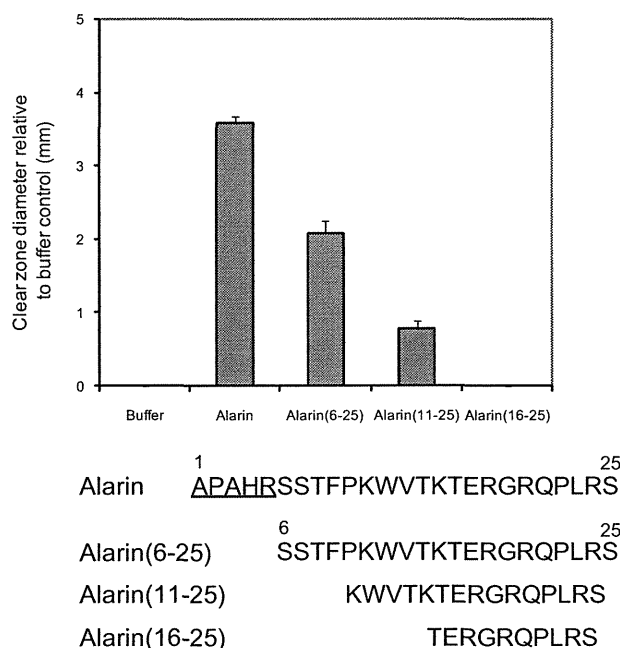 5
4
3
2
1
0
Clear zone diameter relative
to buffer control (mm)
Buffer Alarin Alarin(6-25) Alarin(11-25) Alarin(16-25)
1 25
Alarin APAHRSSTFPKWVTKTERGRQPLRS
6 25
Alarin(6-25) SSTFPKWVTKTERGRQPLRS
Alarin(11-25) KWVTKTERGRQPLRS
Alarin(16-25) TERGRQPLRS